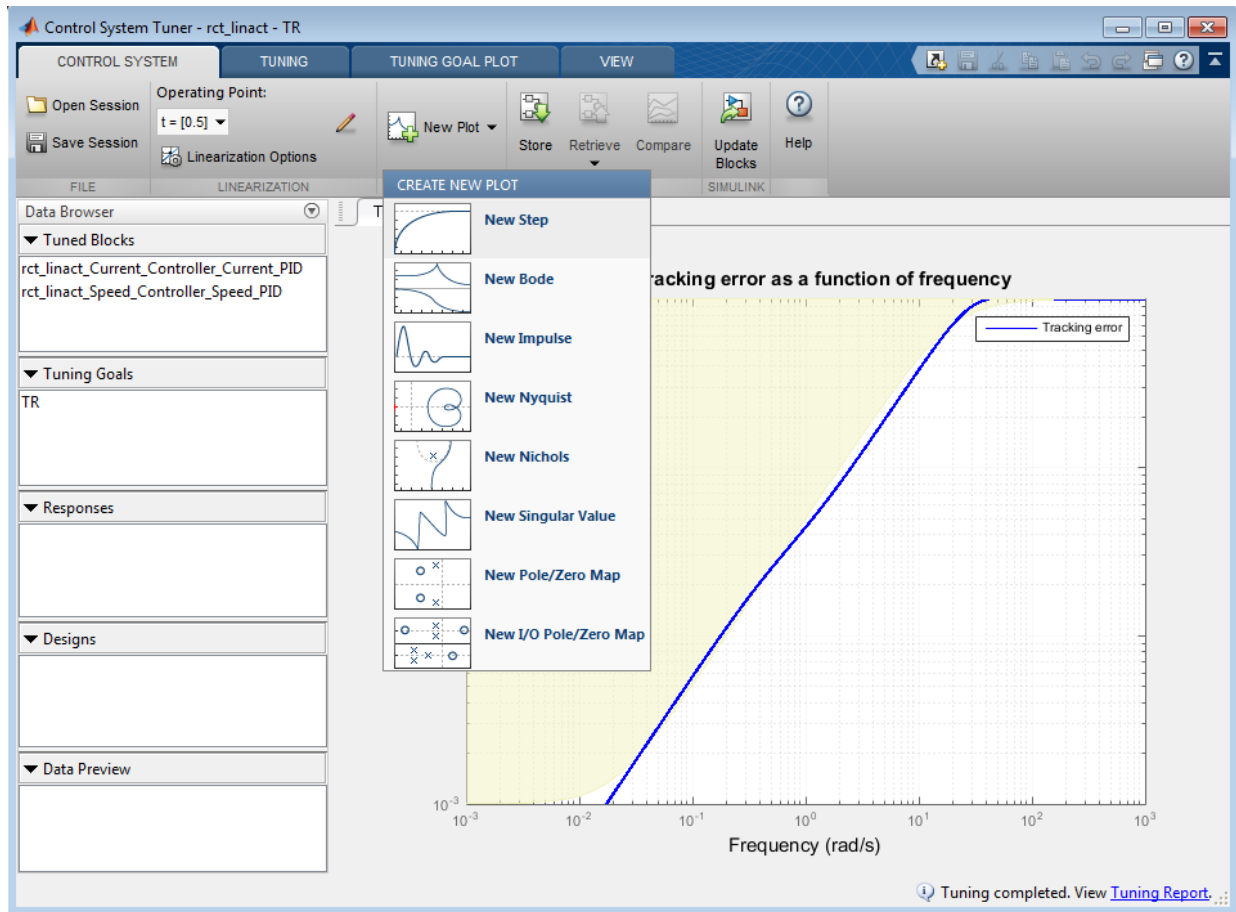 Control System Tuner - rct_linact - TR
CONTROL SYSTEM
TUNING
TUNING GOAL PLOT
VIEW
Open Session
Save Session
FILE
Operating Point:
t = [0.5]
Linearization Options
LINEARIZATION
New Plot
Store
Retrieve
Compare
Update
Blocks
SIMULINK
Help
Data Browser
Tuned Blocks
rct_linact_Current_Controller_Current_PID
rct_linact_Speed_Controller_Speed_PID
Tuning Goals
TR
Responses
Designs
Data Preview
CREATE NEW PLOT
New Step
New Bode
New Impulse
New Nyquist
New Nichols
New Singular Value
New Pole/Zero Map
New I/O Pole/Zero Map
T
racking error as a function of frequency
Tracking error
10-3
10-3 10-2 10-1 100 101 102 103
Frequency (rad/s)
Tuning completed. View Tuning Report.